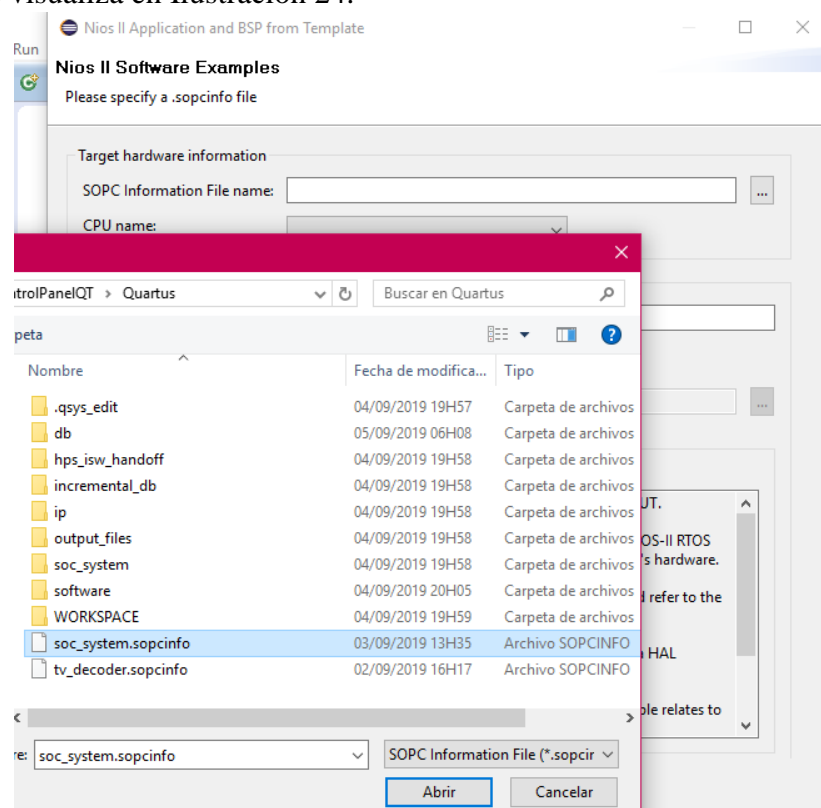 visualiza en Ilustración 24.
Nios II Application and BSP from Template
Run
Nios II Software Examples
Please specify a .sopcinfo file
Target hardware information
SOPC Information File name:
...
CPU name:
Quartus
Buscar en Quartus
Nombre
Fecha de modifica...
Tipo
.qsys_edit 04/09/2019 19H57 Carpeta de archivos
db 05/09/2019 06H08 Carpeta de archivos
hps_isw_handoff 04/09/2019 19H58 Carpeta de archivos
incremental_db 04/09/2019 19H58 Carpeta de archivos
ip 04/09/2019 19H58 Carpeta de archivos
output_files 04/09/2019 19H58 Carpeta de archivos
soc_system 04/09/2019 19H58 Carpeta de archivos
software 04/09/2019 20H05 Carpeta de archivos
WORKSPACE 04/09/2019 19H59 Carpeta de archivos
soc_system.sopcinfo 03/09/2019 13H35 Archivo SOPCINFO
tv_decoder.sopcinfo 02/09/2019 16H17 Archivo SOPCINFO
...
OS-II RTOS
's hardware.
refer to the
HAL
relates to
soc_system.sopcinfo
SOPC Information File (*.sopcir
Abrir
Cancelar